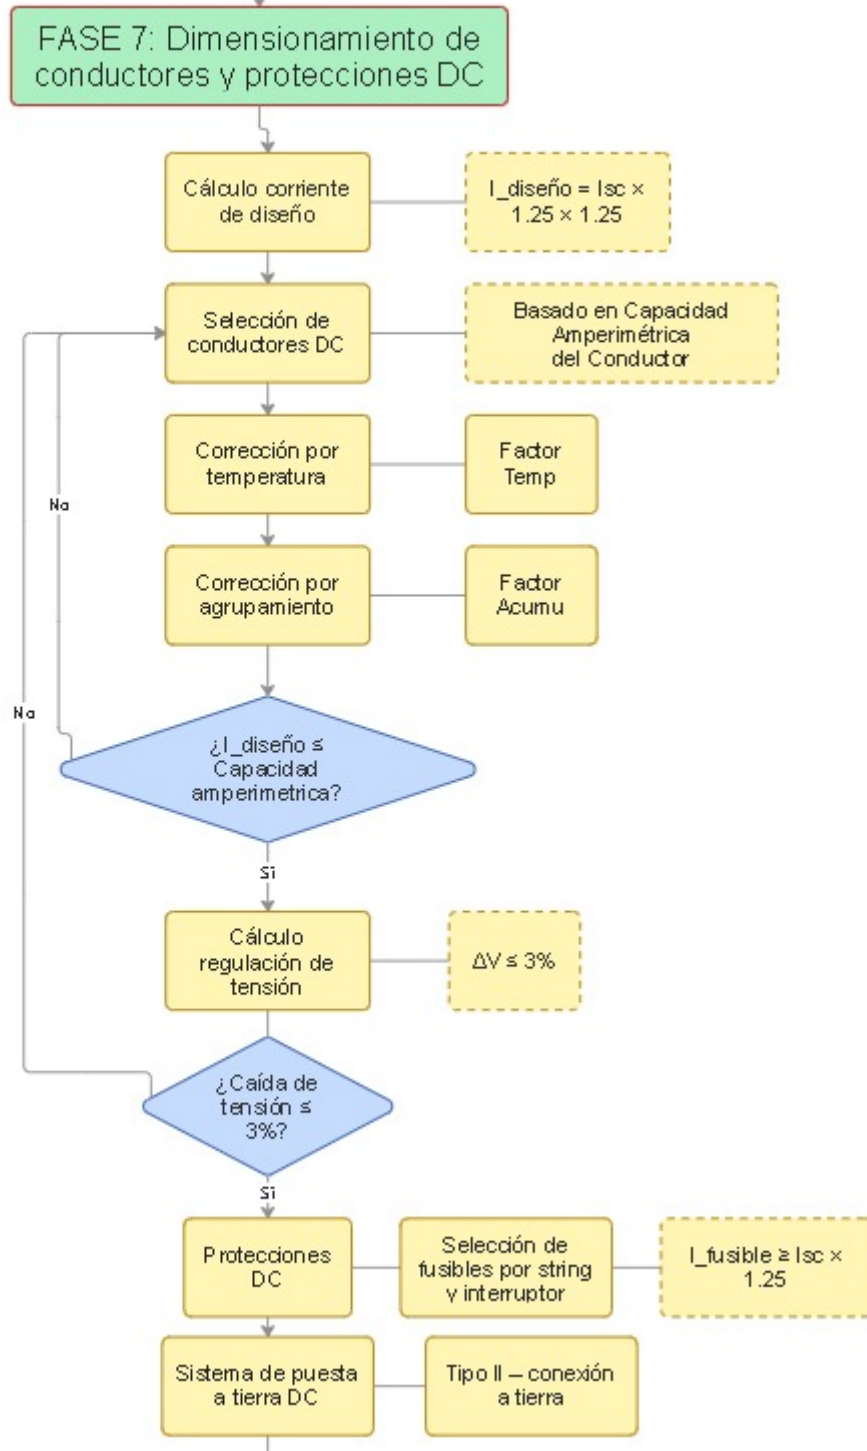 FASE 7: Dimensionamiento de
conductores y protecciones DC
Cálculo corriente
de diseño
I_diseño = Isc ×
1.25 × 1.25
Selección de
conductores DC
Basado en Capacidad
Amperimétrica
del Conductor
Corrección por
temperatura
Factor
Temp
No
Corrección por
agrupamiento
Factor
Acumu
No
¿I_diseño ≤
Capacidad
amperimetrica?
Sí
Cálculo
regulación de
tensión
ΔV ≤ 3%
¿Caída de
tensión ≤
3%?
Sí
Protecciones
DC
Selección de
fusibles por string
y interruptor
I_fusible ≥ Isc ×
1.25
Sistema de puesta
a tierra DC
Tipo II – conexión
a tierra